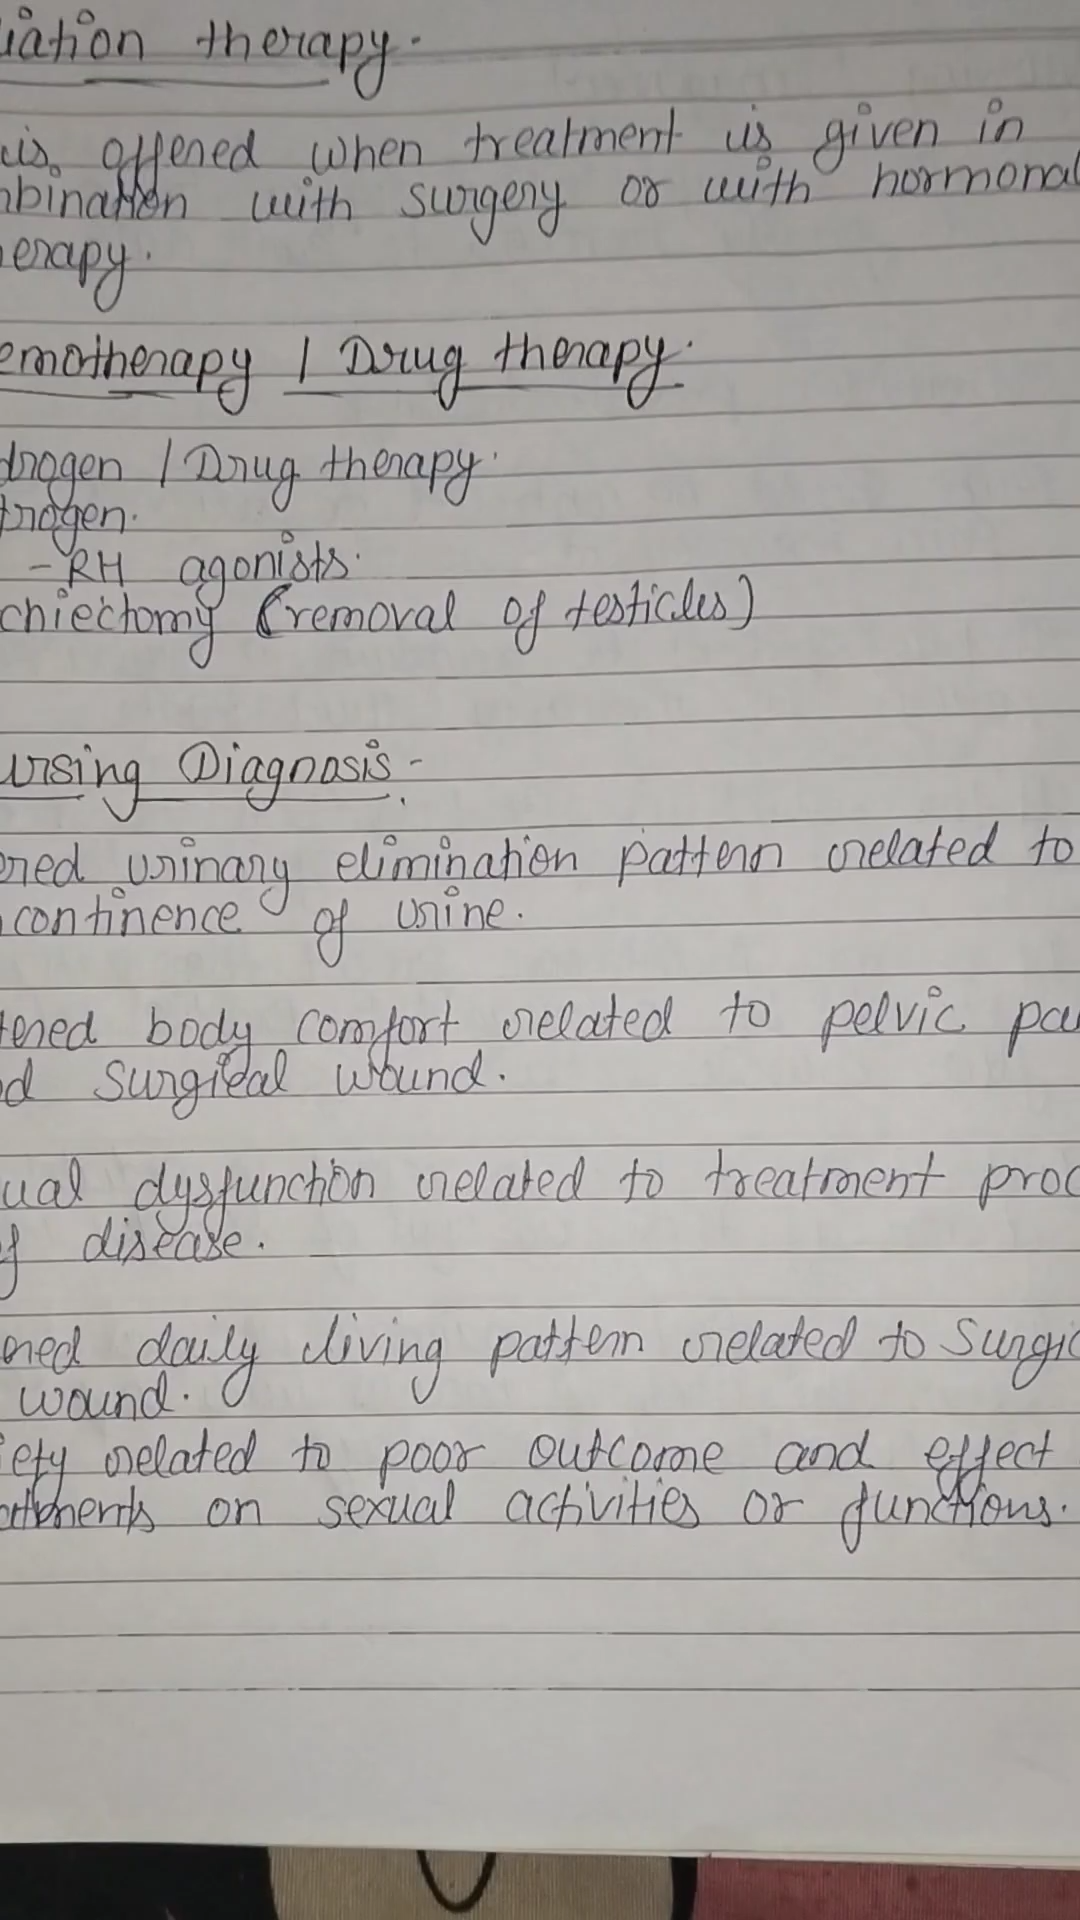 iation therapy.
is offered when treatment is given in
bination with surgery or with hormonal
erapy.
emotherapy / Drug therapy.
drogen / Drug therapy.
trogen.
- RH agonists.
chiectomy (removal of testicles)
ursing Diagnosis -
ered urinary elimination pattern related to
continence of urine.
tered body comfort related to pelvic pa
d surgical wound.
ual dysfunction related to treatment proc
of disease.
ered daily living pattern related to Surgic
wound.
iety related to poor outcome and effect
atments on sexual activities or functions.